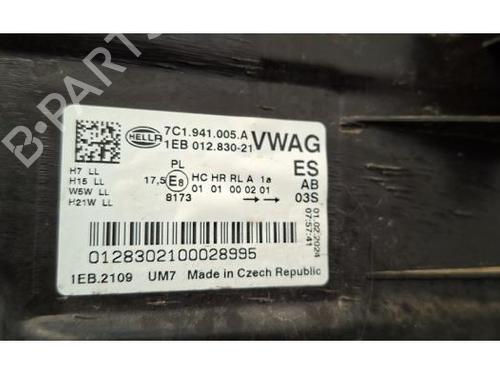 B-PARTS
HELLA
7C1.941.005.A
1EB 012.830-21
VWAG
ES
AB
03S
01.02.2024
07:57:41
H7 LL
H15 LL
W5W LL
H21W LL
PL
17,5 E8
8173
HC HR RL A 1a
01 01 00 02 01
0128302100028995
1EB.2109 UM7 Made in Czech Republic